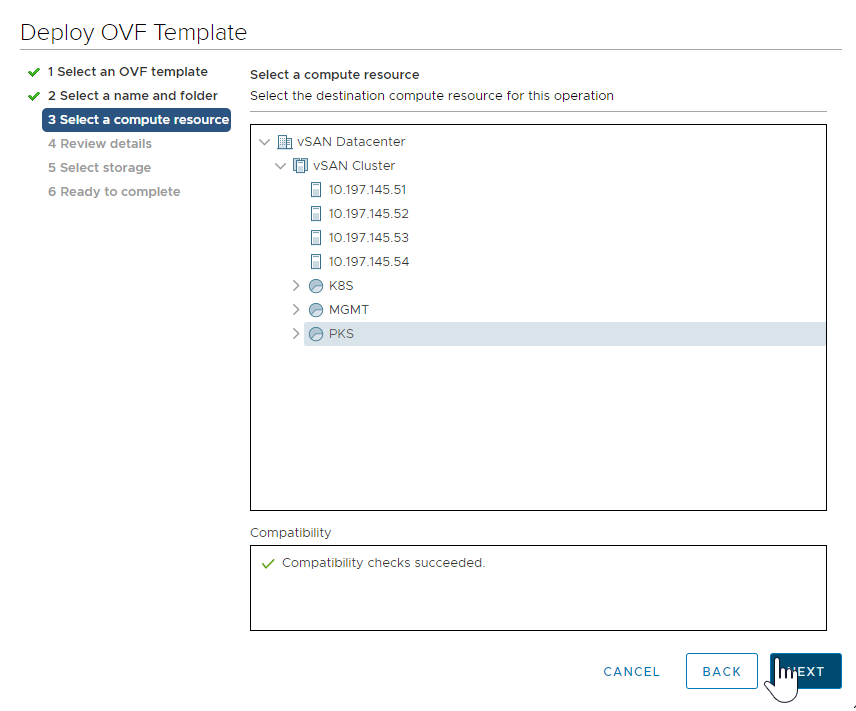 Deploy OVF Template
1 Select an OVF template
2 Select a name and folder
3 Select a compute resource
4 Review details
5 Select storage
6 Ready to complete
Select a compute resource
Select the destination compute resource for this operation
vSAN Datacenter
vSAN Cluster
10.197.145.51
10.197.145.52
10.197.145.53
10.197.145.54
K8S
MGMT
PKS
Compatibility
Compatibility checks succeeded.
CANCEL
BACK
NEXT